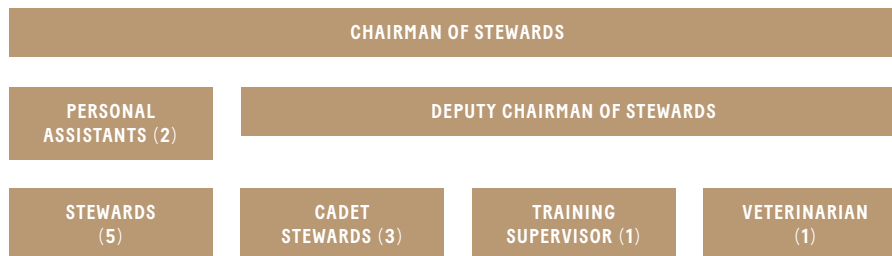 CHAIRMAN OF STEWARDS
PERSONAL
ASSISTANTS (2)
DEPUTY CHAIRMAN OF STEWARDS
STEWARDS
(5)
CADET
STEWARDS (3)
TRAINING
SUPERVISOR (1)
VETERINARIAN
(1)